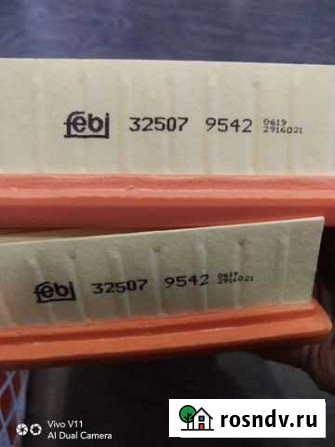 febi 32507 9542 0619
2916021
febi 32507 9542 0619
2916021
Vivo V11
AI Dual Camera
rosndv.ru